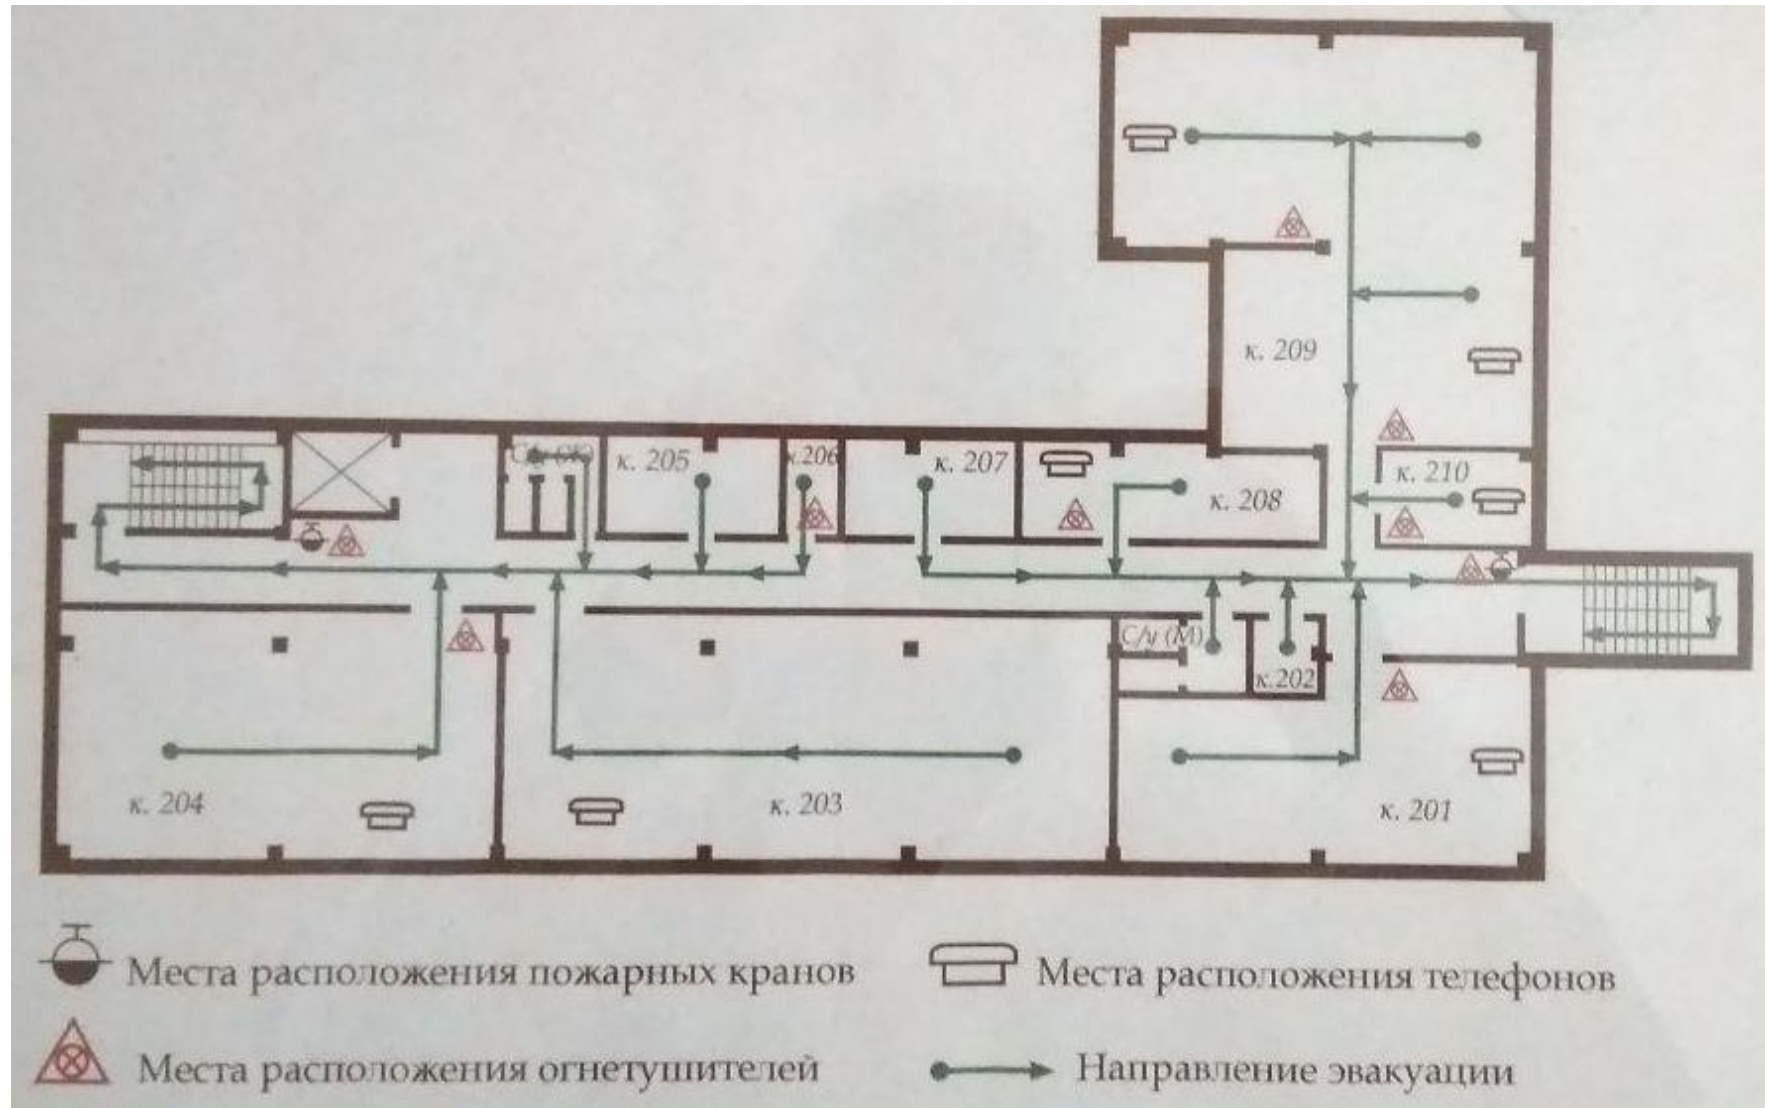 к. 209
С/у (Ж)
к. 205
к.206
к. 207
к. 208
к. 210
С/у (М)
к.202
к. 204
к. 203
к. 201
Места расположения пожарных кранов
Места расположения телефонов
Места расположения огнетушителей
Направление эвакуации